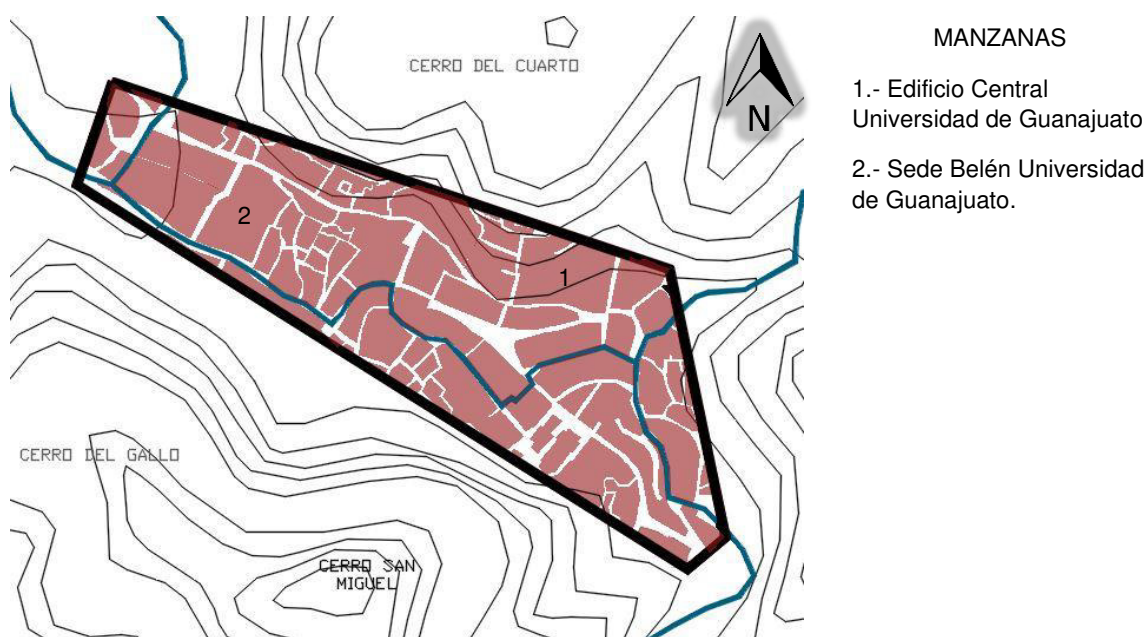 CERRO DEL CUARTO
N
1
2
CERRO DEL GALLO
CERRO SAN
MIGUEL
MANZANAS
1.- Edificio Central
Universidad de Guanajuato
2.- Sede Belén Universidad
de Guanajuato.